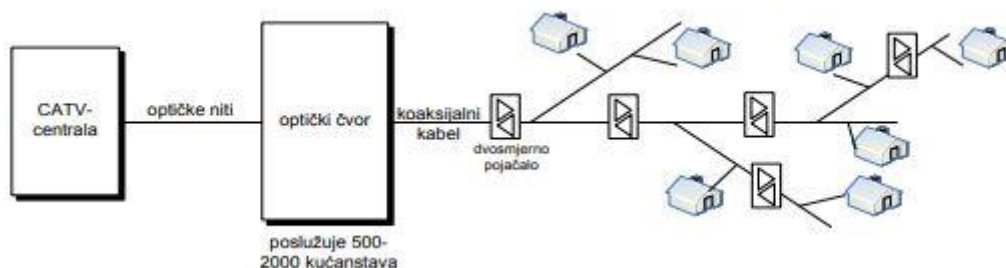 CATV-
centrala
optičke niti
optički čvor
koaksijalni
kabel
dvosmjerno
pojačalo
poslužuje 500-
2000 kućanstava